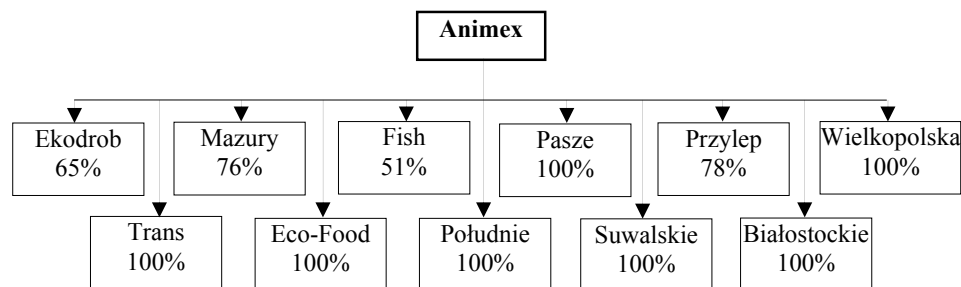 Animex
Ekodrob
65%
Mazury
76%
Fish
51%
Pasze
100%
Przylep
78%
Wielkopolska
100%
Trans
100%
Eco-Food
100%
Południe
100%
Suwalskie
100%
Białostockie
100%